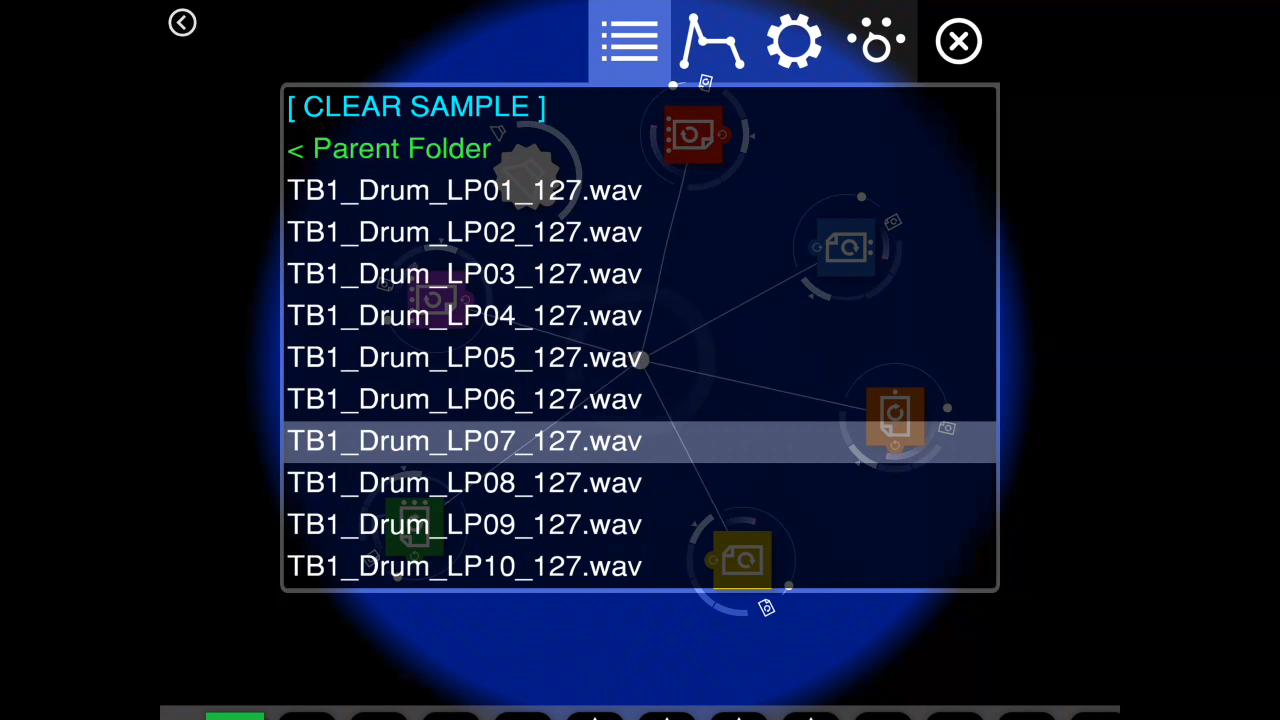 [ CLEAR SAMPLE ]
< Parent Folder
TB1_Drum_LP01_127.wav
TB1_Drum_LP02_127.wav
TB1_Drum_LP03_127.wav
TB1_Drum_LP04_127.wav
TB1_Drum_LP05_127.wav
TB1_Drum_LP06_127.wav
TB1_Drum_LP07_127.wav
TB1_Drum_LP08_127.wav
TB1_Drum_LP09_127.wav
TB1_Drum_LP10_127.wav